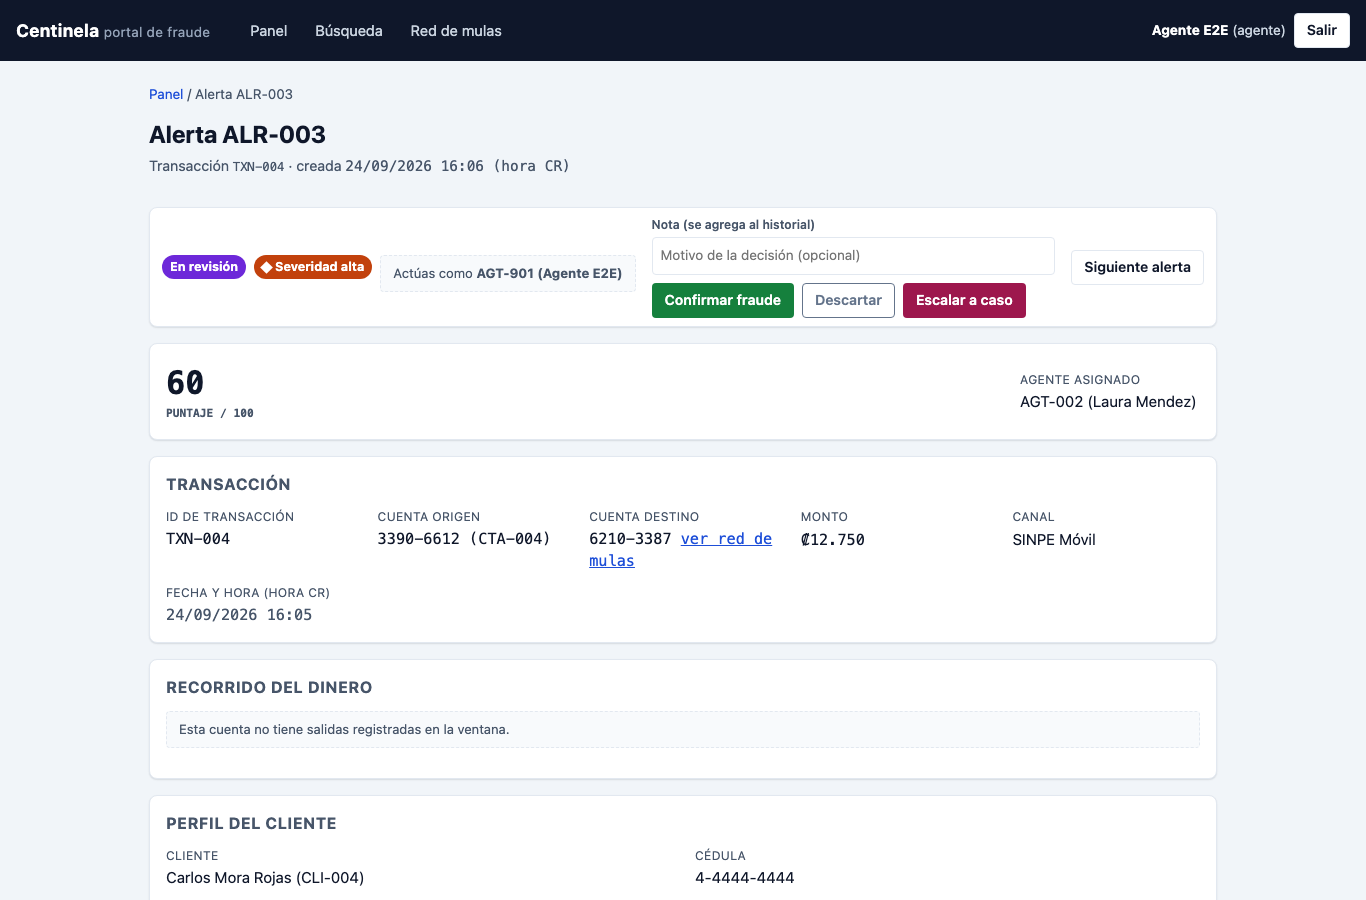 Centinela portal de fraude Panel Búsqueda Red de mulas Agente E2E (agente) Salir
Panel / Alerta ALR-003
Alerta ALR-003
Transacción TXN-004 · creada 24/09/2026 16:06 (hora CR)
Nota (se agrega al historial)
Motivo de la decisión (opcional)
En revisión ◆ Severidad alta Actúas como AGT-901 (Agente E2E) Siguiente alerta
Confirmar fraude Descartar Escalar a caso
60
PUNTAJE / 100
AGENTE ASIGNADO
AGT-002 (Laura Mendez)
TRANSACCIÓN
ID DE TRANSACCIÓN CUENTA ORIGEN CUENTA DESTINO MONTO CANAL
TXN-004 3390-6612 (CTA-004) 6210-3387 ver red de ₡12.750 SINPE Móvil
mulas
FECHA Y HORA (HORA CR)
24/09/2026 16:05
RECORRIDO DEL DINERO
Esta cuenta no tiene salidas registradas en la ventana.
PERFIL DEL CLIENTE
CLIENTE CÉDULA
Carlos Mora Rojas (CLI-004) 4-4444-4444